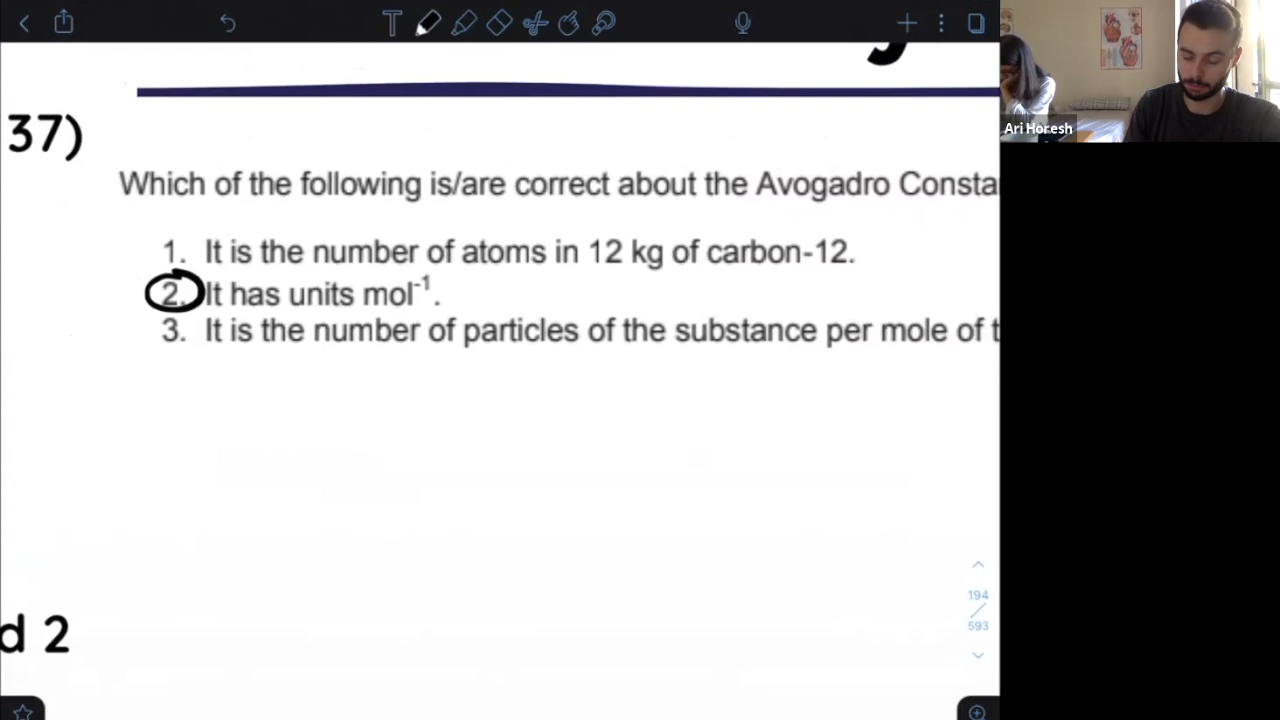 37)
Which of the following is/are correct about the Avogadro Consta
1. It is the number of atoms in 12 kg of carbon-12.
2. It has units mol⁻¹.
3. It is the number of particles of the substance per mole of t
d 2
194
593
Ari Horesh